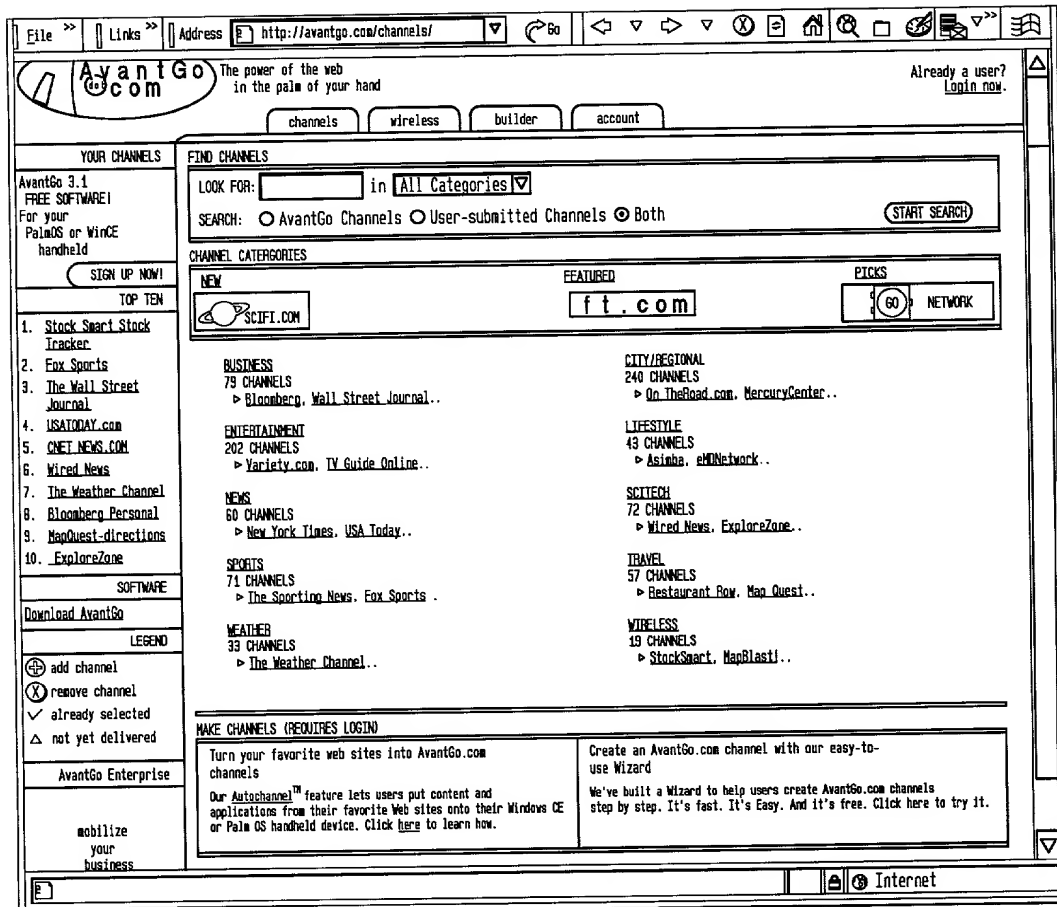 File »
Links »
Address http://avantgo.com/channels/
Go
»
AvantGo
.com
The power of the web
in the palm of your hand
Already a user?
Login now.
channels
wireless
builder
account
YOUR CHANNELS
AvantGo 3.1
FREE SOFTWARE!
For your
PalmOS or WinCE
handheld
SIGN UP NOW!
TOP TEN
1. Stock Smart Stock
Tracker
2. Fox Sports
3. The Wall Street
Journal
4. USATODAY.com
5. CNET NEWS.COM
6. Wired News
7. The Weather Channel
8. Bloomberg Personal
9. MapQuest-directions
10. ExploreZone
SOFTWARE
Download AvantGo
LEGEND
add channel
X remove channel
already selected
not yet delivered
AvantGo Enterprise
mobilize
your
business
FIND CHANNELS
LOOK FOR: in All Categories
SEARCH: AvantGo Channels User-submitted Channels Both
START SEARCH
CHANNEL CATERGORIES
NEW
SCIFI.COM
FEATURED
ft.com
PICKS
GO NETWORK
BUSINESS
79 CHANNELS
Bloomberg, Wall Street Journal..
ENTERTAINMENT
202 CHANNELS
Variety.com, TV Guide Online..
NEWS
60 CHANNELS
New York Times, USA Today..
SPORTS
71 CHANNELS
The Sporting News, Fox Sports .
WEATHER
33 CHANNELS
The Weather Channel..
CITY/REGIONAL
240 CHANNELS
On TheRoad.com, MercuryCenter..
LIFESTYLE
43 CHANNELS
Asimba, eMDNetwork..
SCITECH
72 CHANNELS
Wired News, ExploreZone..
TRAVEL
57 CHANNELS
Restaurant Row, Map Quest..
WIRELESS
19 CHANNELS
StockSmart, MapBlast!..
MAKE CHANNELS (REQUIRES LOGIN)
Turn your favorite web sites into AvantGo.com
channels
Our Autochannel™ feature lets users put content and
applications from their favorite Web sites onto their Windows CE
or Palm OS handheld device. Click here to learn how.
Create an AvantGo.com channel with our easy-to-
use Wizard
We've built a Wizard to help users create AvantGo.com channels
step by step. It's fast. It's Easy. And it's free. Click here to try it.
Internet